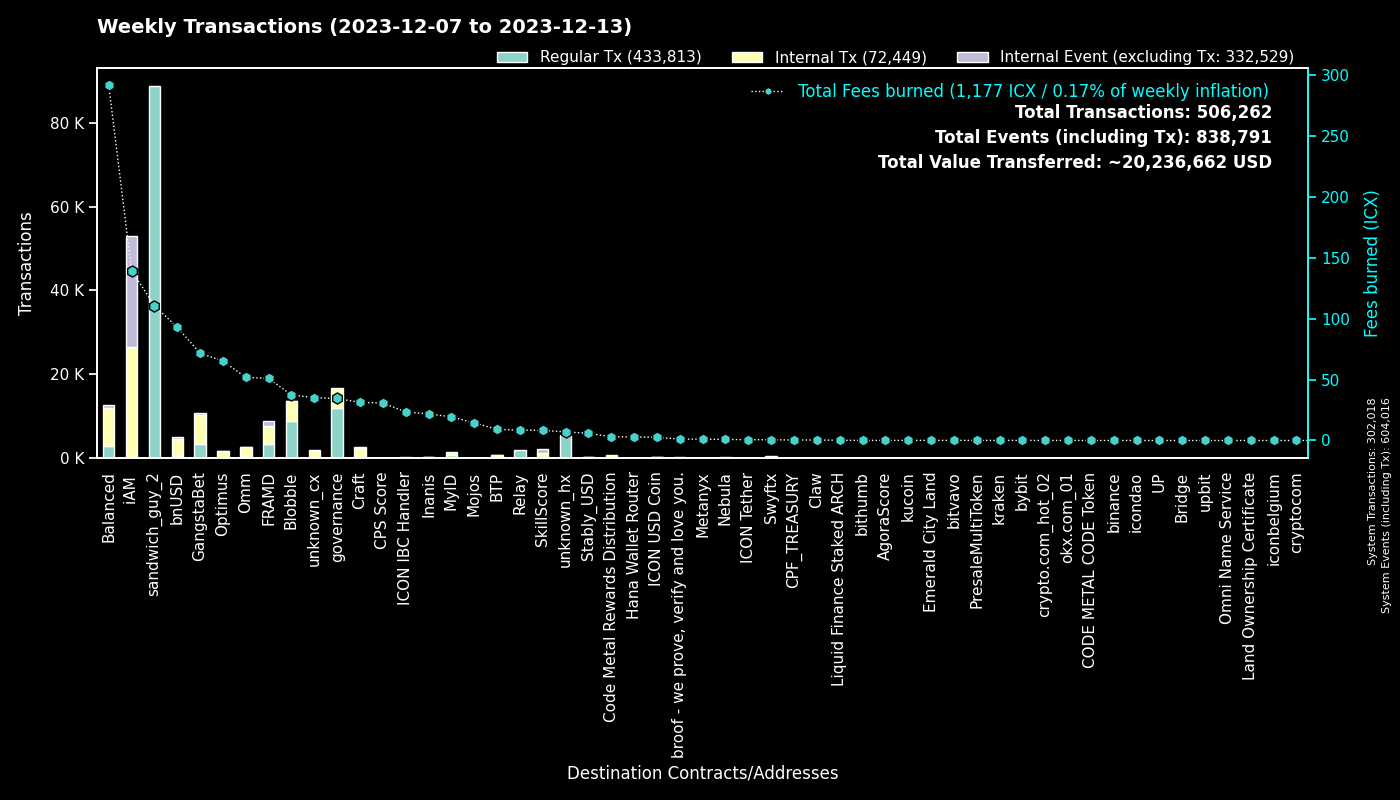 Weekly Transactions (2023-12-07 to 2023-12-13)
Regular Tx (433,813)
Internal Tx (72,449)
Internal Event (excluding Tx: 332,529)
Total Fees burned (1,177 ICX / 0.17% of weekly inflation)
Total Transactions: 506,262
Total Events (including Tx): 838,791
Total Value Transferred: ~20,236,662 USD
Transactions
80 K
60 K
40 K
20 K
0 K
300
250
200
150
100
50
0
Fees burned (ICX)
System Transactions: 302,018
System Events (including Tx): 604,016
Balanced
iAM
sandwich_guy_2
bnUSD
GangstaBet
Optimus
Omm
FRAMD
Blobble
unknown_cx
governance
Craft
CPS Score
ICON IBC Handler
Inanis
MyID
Mojos
BTP
Relay
SkillScore
unknown_hx
Stably_USD
Code Metal Rewards Distribution
Hana Wallet Router
ICON USD Coin
broof - we prove, verify and love you.
Metanyx
Nebula
ICON Tether
Swyftx
CPF_TREASURY
Claw
Liquid Finance Staked ARCH
bithumb
AgoraScore
kucoin
Emerald City Land
bitvavo
PresaleMultiToken
kraken
bybit
crypto.com_hot_02
okx.com_01
CODE METAL CODE Token
binance
icondao
UP
Bridge
upbit
Omni Name Service
Land Ownership Certificate
iconbelgium
cryptocom
Destination Contracts/Addresses